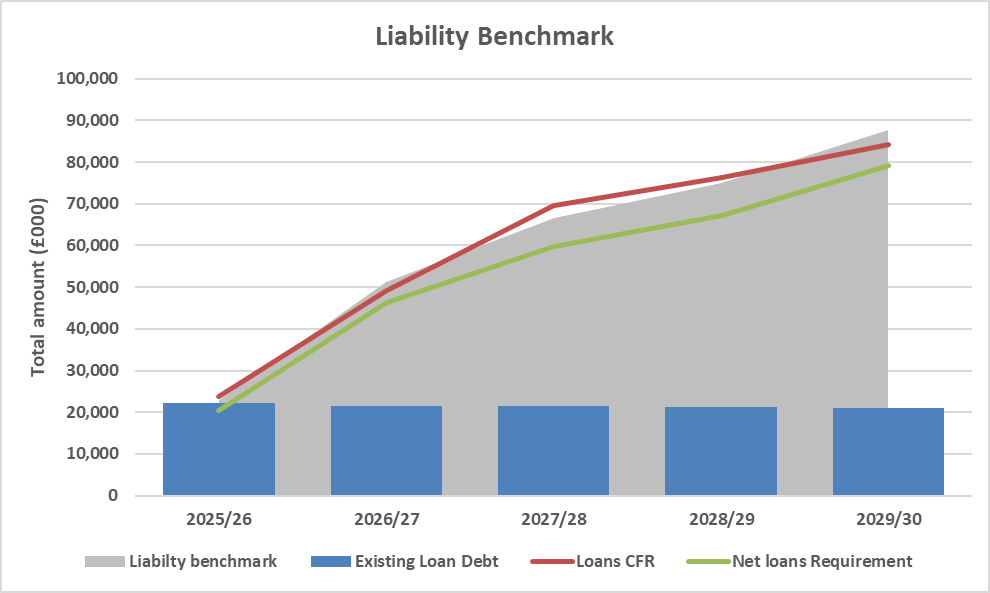 Liability Benchmark
100,000
90,000
80,000
70,000
60,000
50,000
40,000
30,000
20,000
10,000
0
Total amount (£000)
2025/26 2026/27 2027/28 2028/29 2029/30
Liabilty benchmark Existing Loan Debt Loans CFR Net loans Requirement